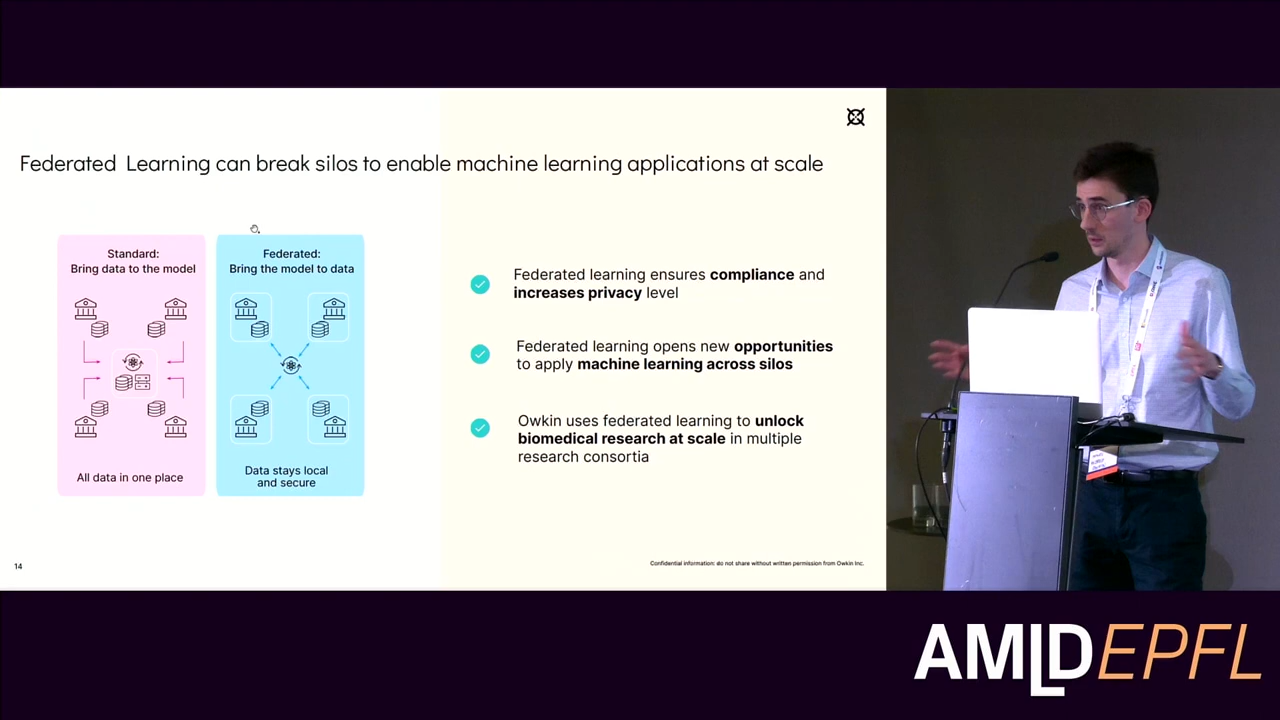 Federated Learning can break silos to enable machine learning applications at scale
Standard:
Bring data to the model
All data in one place
Federated:
Bring the model to data
Data stays local
and secure
Federated learning ensures compliance and
increases privacy level
Federated learning opens new opportunities
to apply machine learning across silos
Owkin uses federated learning to unlock
biomedical research at scale in multiple
research consortia
14
Confidential information: do not share without written permission from Owkin Inc.
AMLDEPFL